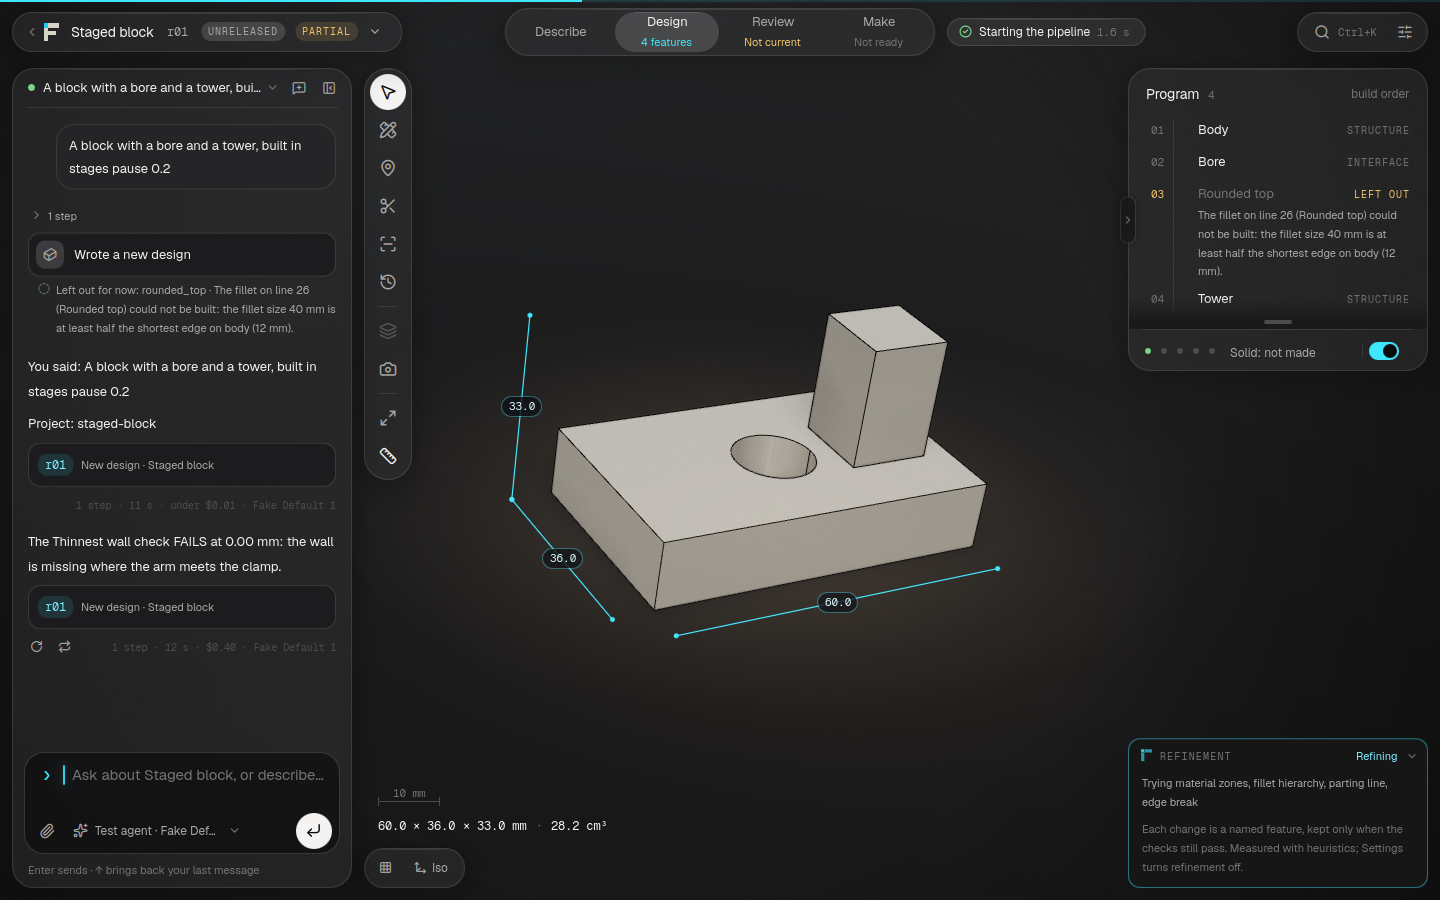 Staged block r01 UNRELEASED PARTIAL
Describe
Design
4 features
Review
Not current
Make
Not ready
Starting the pipeline 1.6 s
Ctrl+K
A block with a bore and a tower, bui...
A block with a bore and a tower, built in
stages pause 0.2
1 step
Wrote a new design
Left out for now: rounded_top · The fillet on line 26
(Rounded top) could not be built: the fillet size 40 mm is
at least half the shortest edge on body (12 mm).
You said: A block with a bore and a tower, built in
stages pause 0.2
Project: staged-block
r01 New design · Staged block
1 step · 11 s · under $0.01 · Fake Default 1
The Thinnest wall check FAILS at 0.00 mm: the wall
is missing where the arm meets the clamp.
r01 New design · Staged block
1 step · 12 s · $0.40 · Fake Default 1
Ask about Staged block, or describe...
Test agent · Fake Def...
Enter sends · ↑ brings back your last message
33.0
36.0
60.0
10 mm
60.0 × 36.0 × 33.0 mm · 28.2 cm³
Iso
Program 4 build order
01 Body STRUCTURE
02 Bore INTERFACE
03 Rounded top LEFT OUT
The fillet on line 26 (Rounded top) could
not be built: the fillet size 40 mm is at
least half the shortest edge on body (12
mm).
04 Tower STRUCTURE
Solid: not made
REFINEMENT Refining
Trying material zones, fillet hierarchy, parting line,
edge break
Each change is a named feature, kept only when the
checks still pass. Measured with heuristics; Settings
turns refinement off.